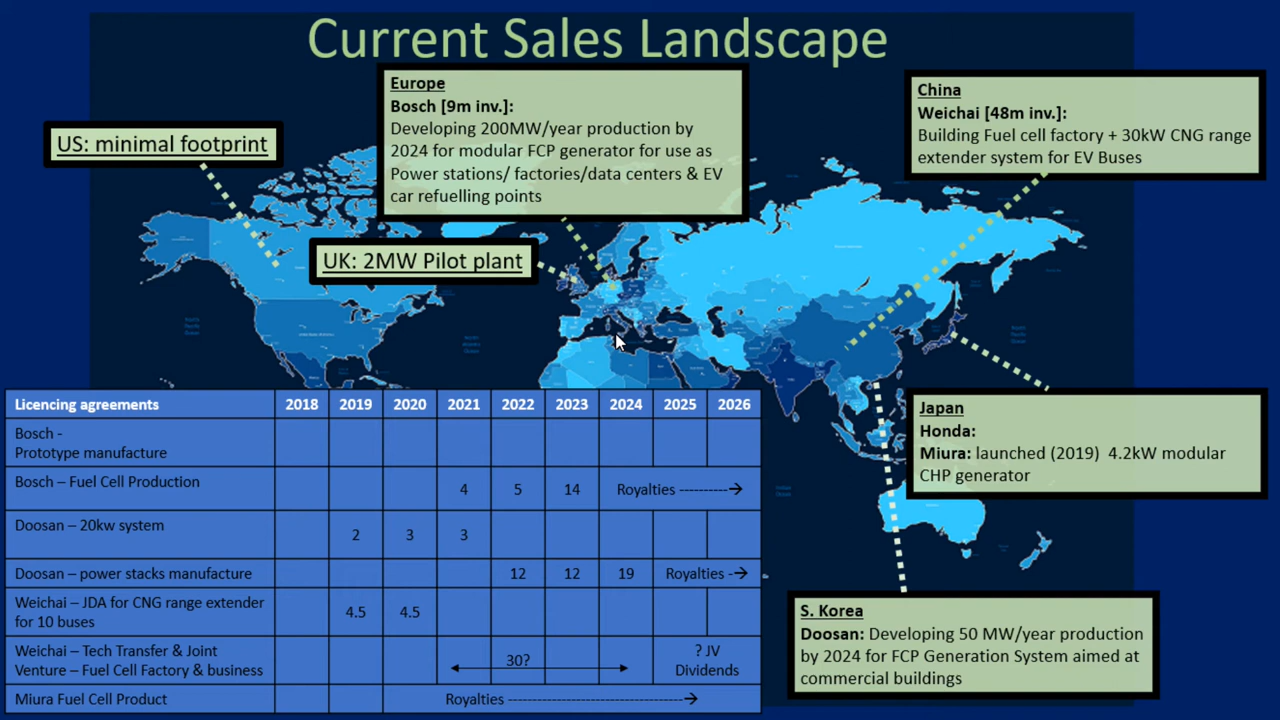 Current Sales Landscape
US: minimal footprint
Europe
Bosch [9m inv.]:
Developing 200MW/year production by
2024 for modular FCP generator for use as
Power stations/ factories/data centers & EV
car refuelling points
China
Weichai [48m inv.]:
Building Fuel cell factory + 30kW CNG range
extender system for EV Buses
UK: 2MW Pilot plant
Japan
Honda:
Miura: launched (2019) 4.2kW modular
CHP generator
S. Korea
Doosan: Developing 50 MW/year production
by 2024 for FCP Generation System aimed at
commercial buildings
Licencing agreements 2018 2019 2020 2021 2022 2023 2024 2025 2026
Bosch -
Prototype manufacture
Bosch – Fuel Cell Production 4 5 14 Royalties ----------→
Doosan – 20kw system 2 3 3
Doosan – power stacks manufacture 12 12 19 Royalties -→
Weichai – JDA for CNG range extender
for 10 buses 4.5 4.5
Weichai – Tech Transfer & Joint
Venture – Fuel Cell Factory & business 30? ? JV
Dividends
Miura Fuel Cell Product Royalties -----------------------------------→